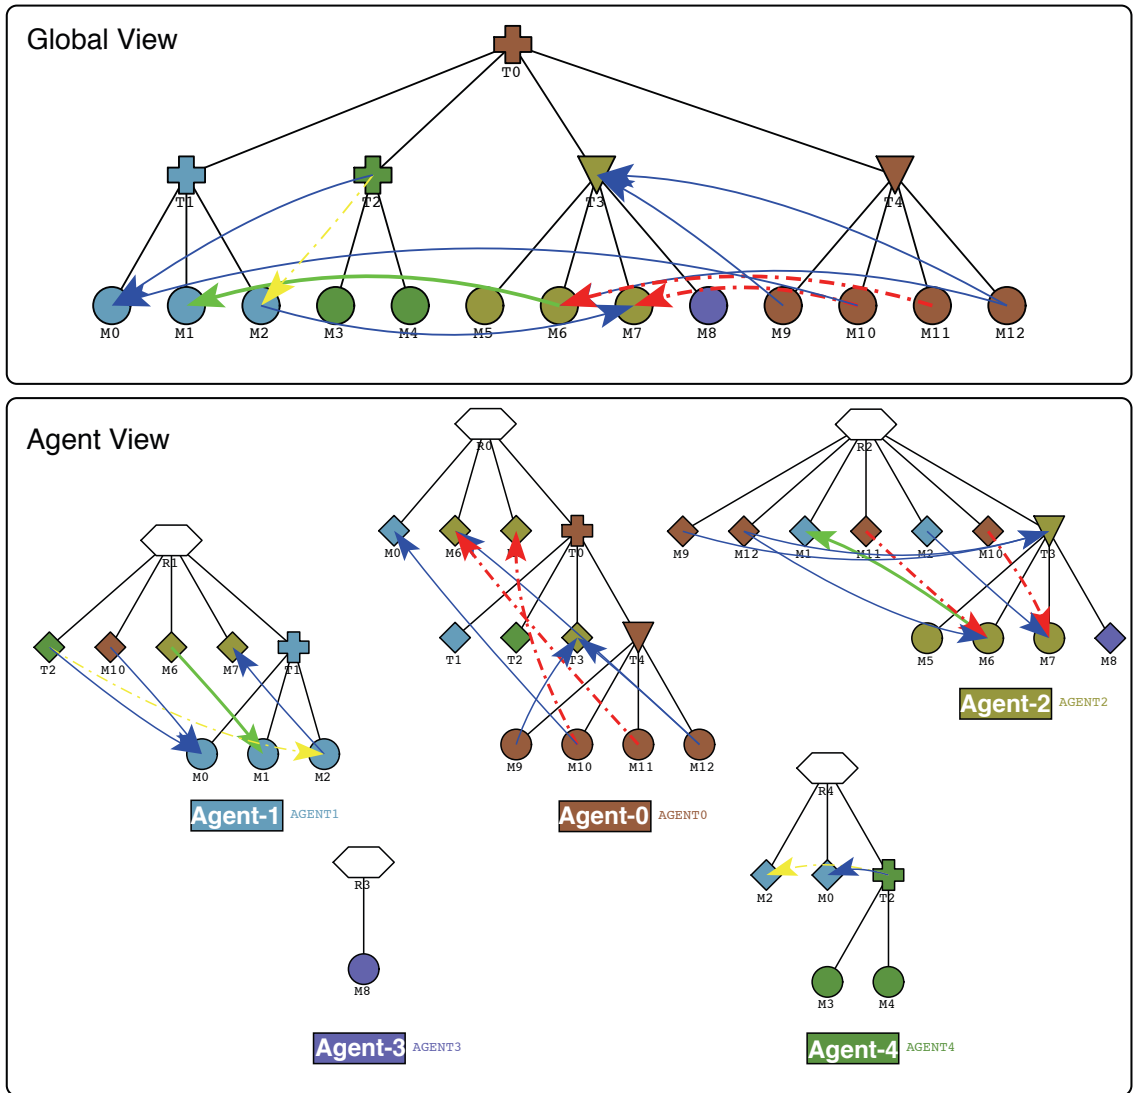 Global View
T0
T1 T2 T3 T4
M0 M1 M2 M3 M4 M5 M6 M7 M8 M9 M10 M11 M12
Agent View
R0 R2
M0 M6 T0
M9 M12 M1 M11 M2 M10 T3
R1
T2 M10 M6 M7 T1
T1 T2 T3 T4
M5 M6 M7 M8
Agent-2 AGENT2
M0 M1 M2
M9 M10 M11 M12
Agent-1 AGENT1
Agent-0 AGENT0
R4
R3
M2 M0 T2
M8
M3 M4
Agent-3 AGENT3
Agent-4 AGENT4